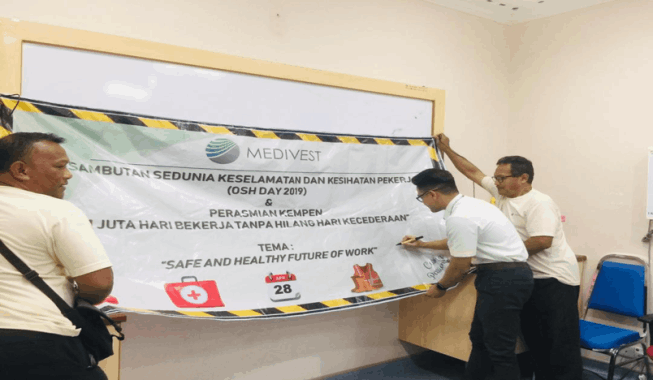 MEDIVEST
SAMBUTAN SEDUNIA KESELAMATAN DAN KESIHATAN
(OSH DAY 2019)
&
PERASMIAN KEMPEN
JUTA HARI BEKERJA TANPA HILANG HARI KECEDERAAN
TEMA :
"SAFE AND HEALTHY FUTURE OF WORK"
28